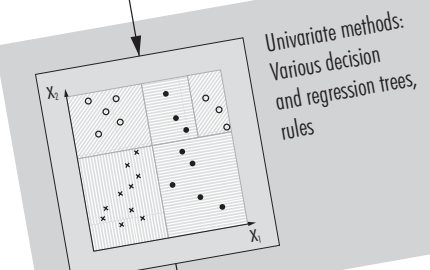 Univariate methods:
Various decision
and regression trees,
rules
X₂
X₁